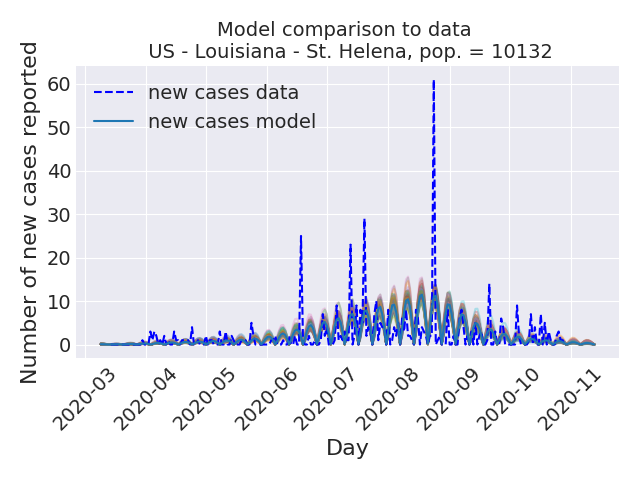 Model comparison to data
US - Louisiana - St. Helena, pop. = 10132
Number of new cases reported
60
50
40
30
20
10
0
new cases data
new cases model
2020-03
2020-04
2020-05
2020-06
2020-07
2020-08
2020-09
2020-10
2020-11
Day